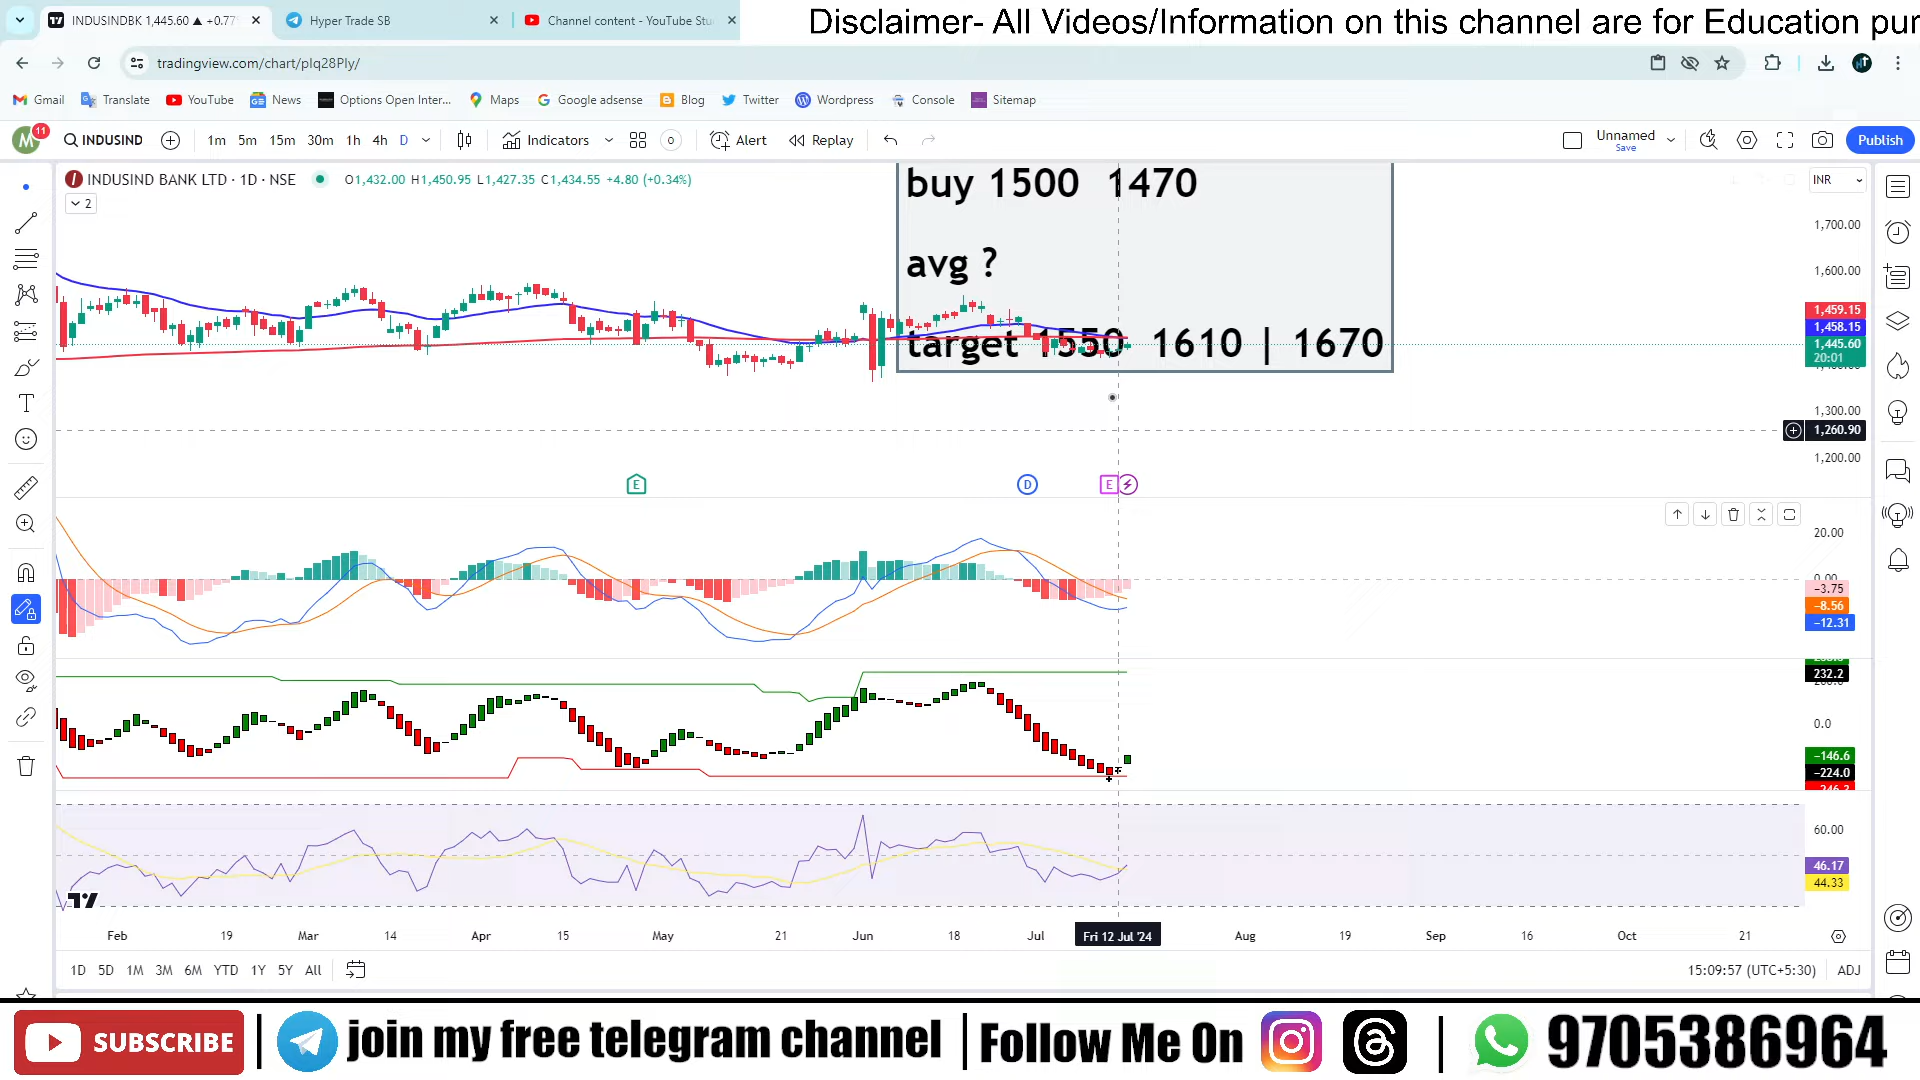 INDUSINDBK 1,445.60 ▲ +0.77
Hyper Trade SB
Channel content - YouTube Stu
Disclaimer- All Videos/Information on this channel are for Education pur
tradingview.com/chart/pIq28PIy/
Gmail Translate YouTube News Options Open Inter... Maps Google adsense Blog Twitter Wordpress Console Sitemap
M 11 INDUSIND 1m 5m 15m 30m 1h 4h D Indicators Alert Replay Unnamed Save Publish
INDUSIND BANK LTD · 1D · NSE O1,432.00 H1,450.95 L1,427.35 C1,434.55 +4.80 (+0.34%)
INR
2
buy 1500 1470
avg ?
target 1550 1610 | 1670
1,700.00
1,600.00
1,459.15
1,458.15
1,445.60
20:01
1,300.00
1,260.90
1,200.00
E D E
20.00
0.00
−3.75
−8.56
−12.31
232.2
0.0
−146.6
−224.0
60.00
46.17
44.33
Feb 19 Mar 14 Apr 15 May 21 Jun 18 Jul Fri 12 Jul '24 Aug 19 Sep 16 Oct 21
1D 5D 1M 3M 6M YTD 1Y 5Y All 15:09:57 (UTC+5:30) ADJ
SUBSCRIBE | join my free telegram channel | Follow Me On | 9705386964